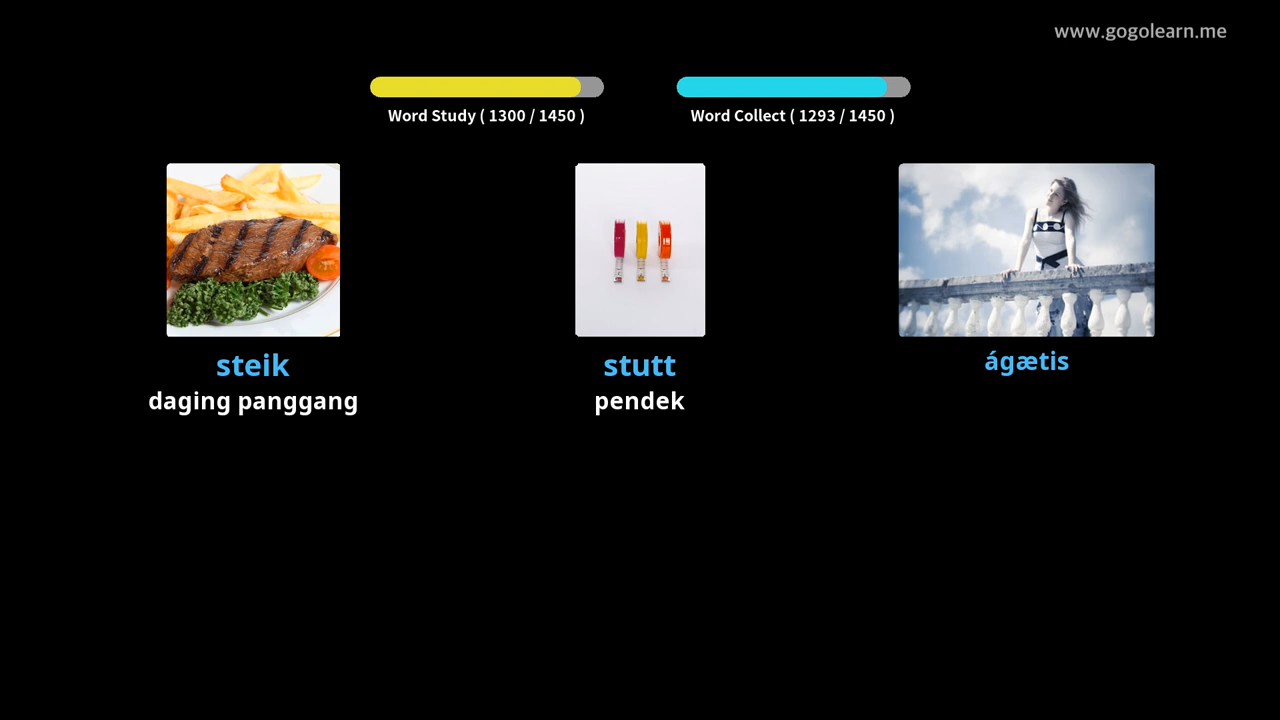 www.gogolearn.me
Word Study ( 1300 / 1450 )
Word Collect ( 1293 / 1450 )
steik
daging panggang
stutt
pendek
ágætis